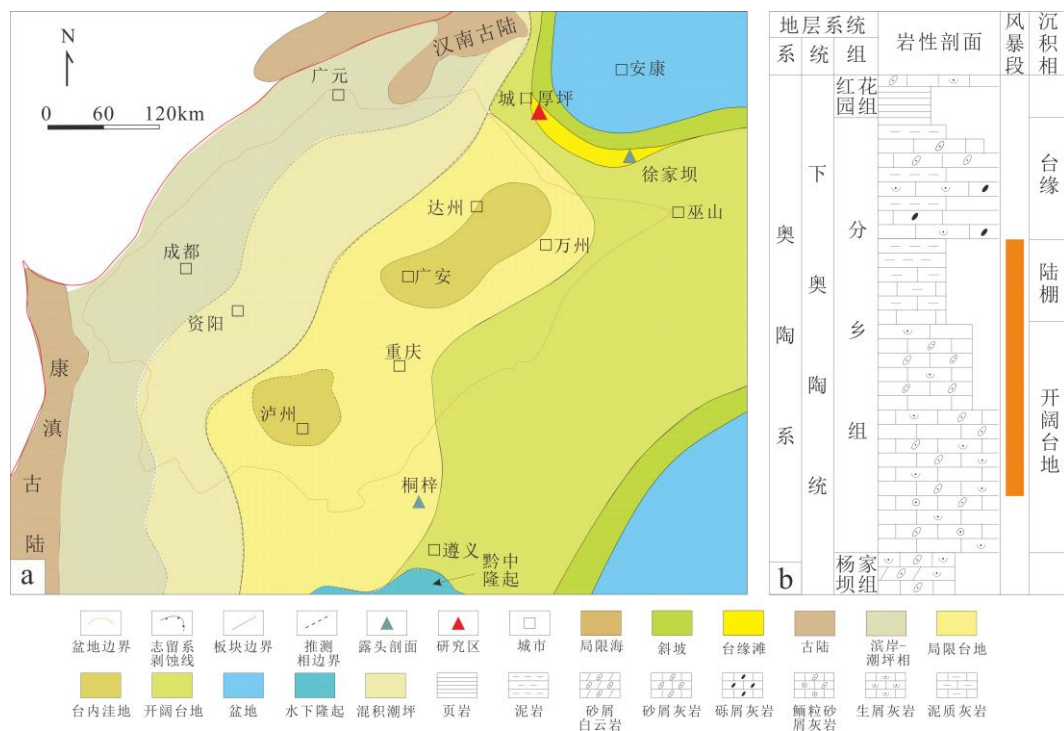 N
0 60 120km
汉南古陆
广元
安康
城口厚坪
徐家坝
巫山
达州
万州
广安
成都
资阳
重庆
泸州
康滇古陆
桐梓
遵义
黔中
隆起
a
地层系统
系 统 组
岩性剖面
风暴段
沉积相
红花
园组
下奥陶统
奥陶系
分乡组
杨家
坝组
台缘
陆棚
开阔台地
b
盆地边界
志留系
剥蚀线
板块边界
推测
相边界
露头剖面
研究区
城市
局限海
斜坡
台缘滩
古陆
滨岸-
潮坪相
局限台地
台内洼地
开阔台地
盆地
水下隆起
混积潮坪
页岩
泥岩
砂屑
白云岩
砂屑灰岩
砾屑灰岩
鲕粒砂
屑灰岩
生屑灰岩
泥质灰岩